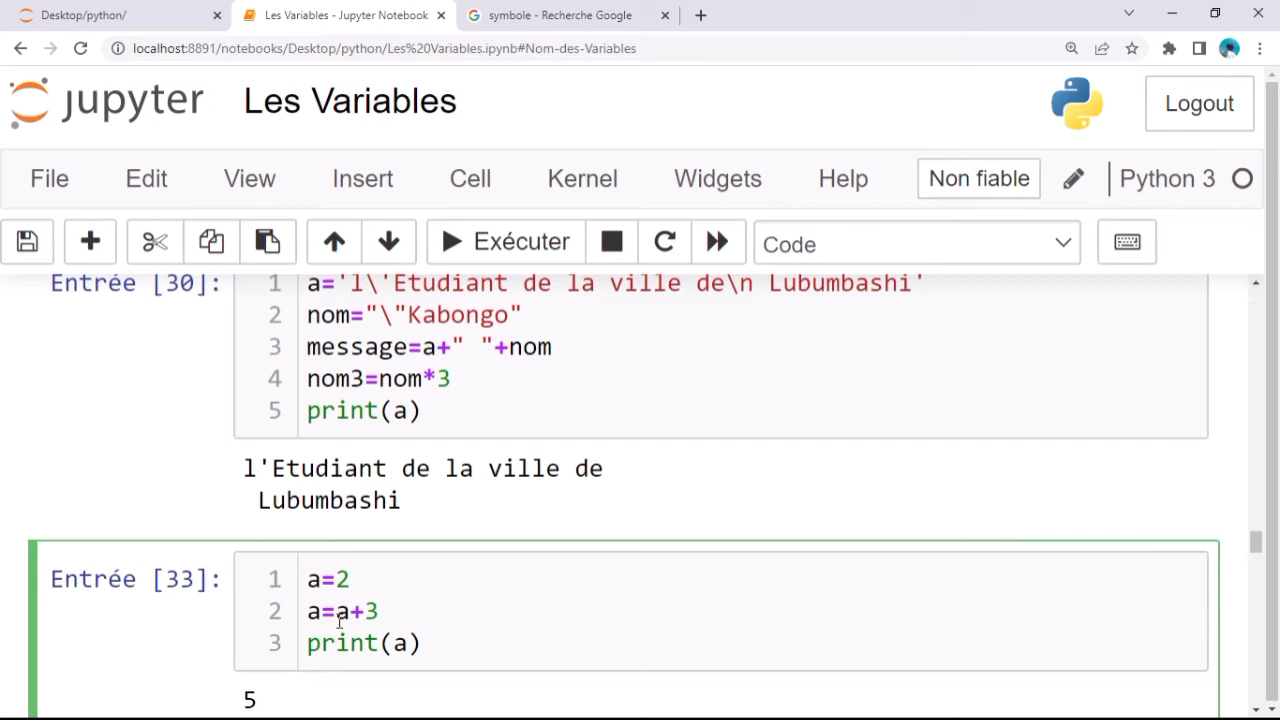 Desktop/python/
Les Variables - Jupyter Notebook
symbole - Recherche Google
localhost:8891/notebooks/Desktop/python/Les%20Variables.ipynb#Nom-des-Variables
jupyter Les Variables
Logout
File Edit View Insert Cell Kernel Widgets Help Non fiable Python 3
Exécuter Code
Entrée [30]:
1 a='l\'Etudiant de la ville de\n Lubumbashi'
2 nom="\"Kabongo"
3 message=a+" "+nom
4 nom3=nom*3
5 print(a)
l'Etudiant de la ville de
Lubumbashi
Entrée [33]:
1 a=2
2 a=a+3
3 print(a)
5